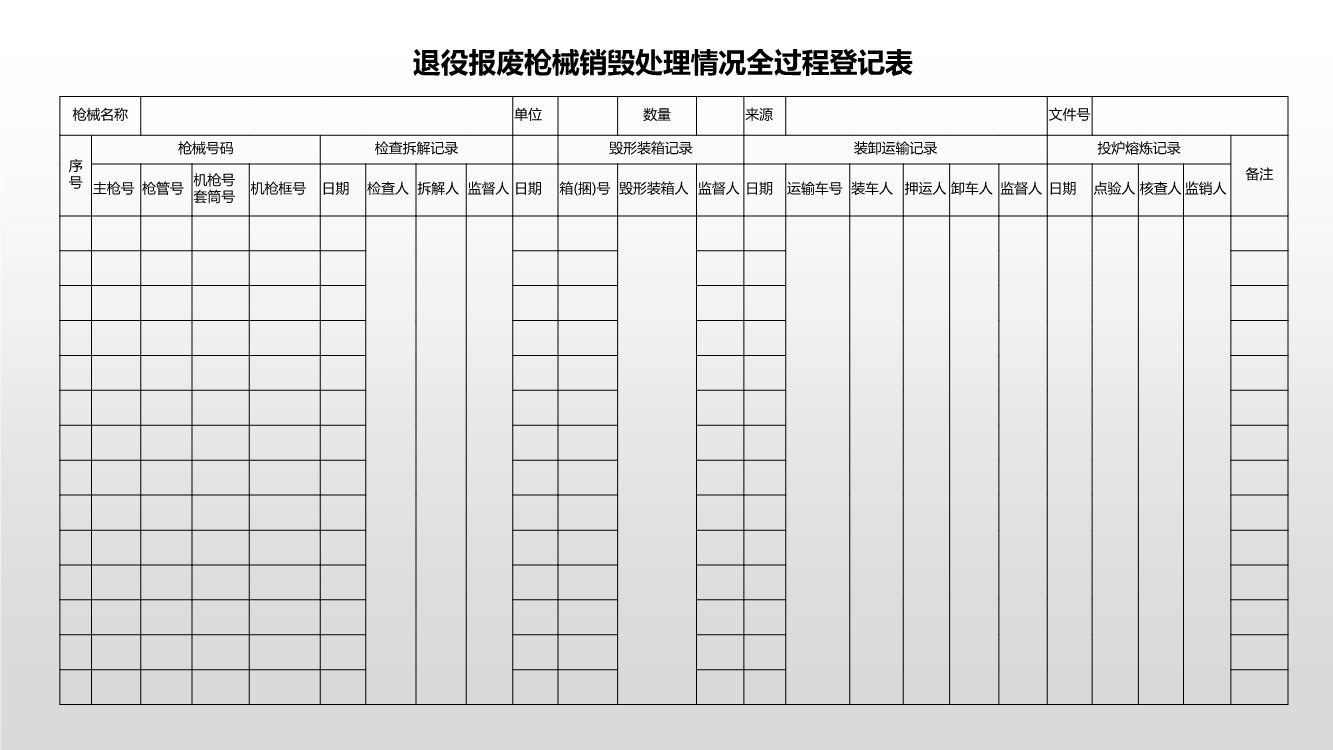 退役报废枪械销毁处理情况全过程登记表
枪械名称 单位 数量 来源 文件号
序号 枪械号码 检查拆解记录 毁形装箱记录 装卸运输记录 投炉熔炼记录 备注
主枪号 枪管号 机枪号套筒号 机枪框号 日期 检查人 拆解人 监督人 日期 箱(捆)号 毁形装箱人 监督人 日期 运输车号 装车人 押运人 卸车人 监督人 日期 点验人 核查人 监销人